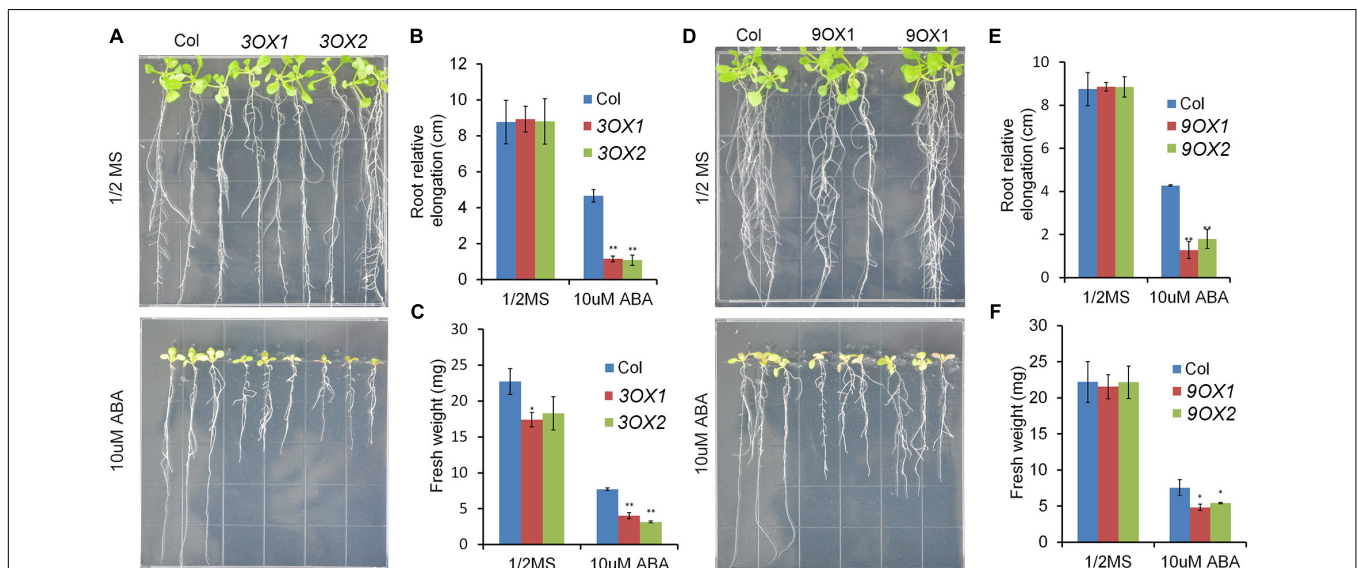 A
Col 3OX1 3OX2
1/2 MS
10uM ABA
B
Root relative
elongation (cm)
12
10
8
6
4
2
0
Col
3OX1
3OX2
** **
1/2MS 10uM ABA
C
Fresh weight (mg)
30
25
20
15
10
5
0
Col
3OX1
3OX2
*
** **
1/2MS 10uM ABA
D
Col 9OX1 9OX1
1/2 MS
10uM ABA
E
Root relative
elongation (cm)
10
8
6
4
2
0
Col
9OX1
9OX2
** **
1/2MS 10uM ABA
F
Fresh weight (mg)
30
25
20
15
10
5
0
Col
9OX1
9OX2
* *
1/2MS 10uM ABA